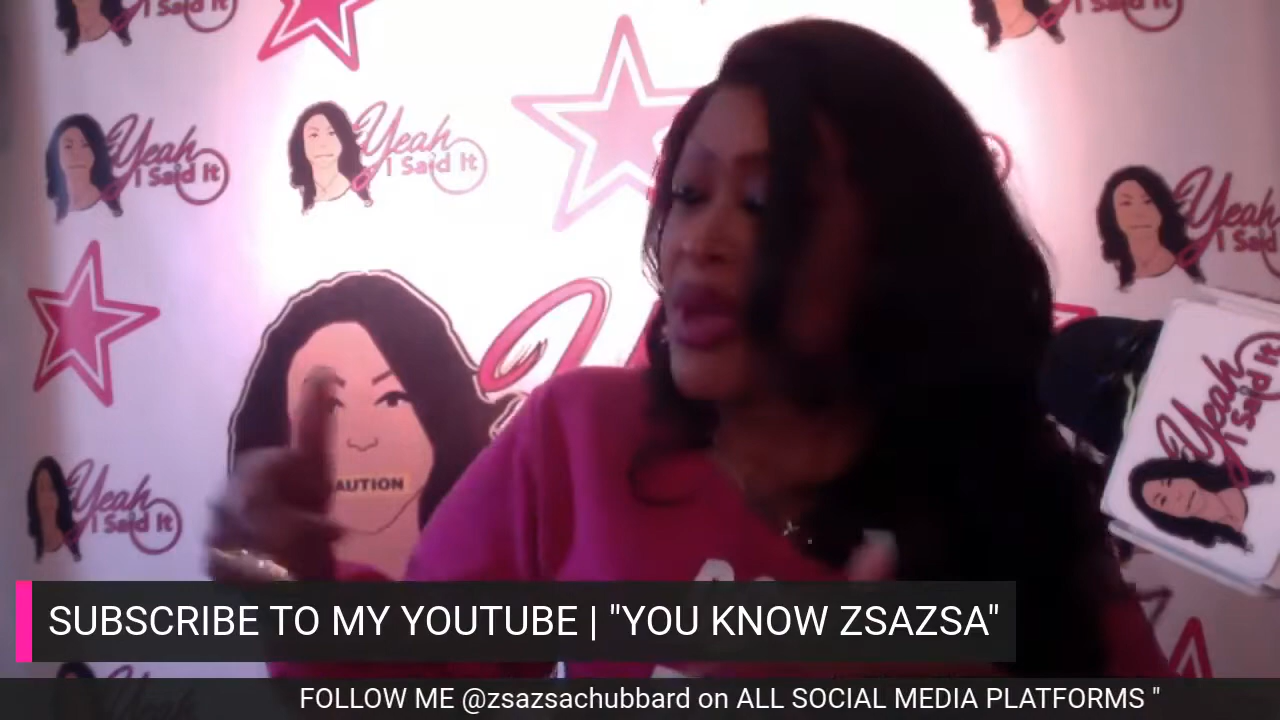 I Said It
I Said It
Yeah
I Said It
Yeah
I Said It
Yeah
I Said
Yeah
I Said It
AUTION
Yeah
I Said It
SUBSCRIBE TO MY YOUTUBE | "YOU KNOW ZSAZSA"
FOLLOW ME @zsazsachubbard on ALL SOCIAL MEDIA PLATFORMS "